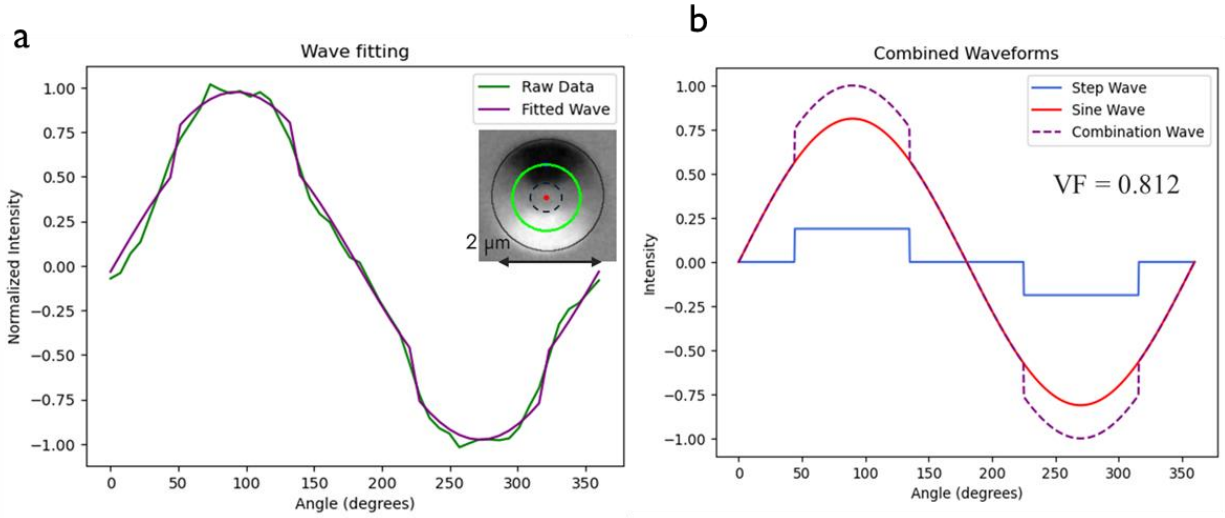 a
Wave fitting
Normalized Intensity
1.00
0.75
0.50
0.25
0.00
−0.25
−0.50
−0.75
−1.00
0
50
100
150
200
250
300
350
Angle (degrees)
Raw Data
Fitted Wave
2 μm
b
Combined Waveforms
Intensity
1.00
0.75
0.50
0.25
0.00
−0.25
−0.50
−0.75
−1.00
0
50
100
150
200
250
300
350
Angle (degrees)
Step Wave
Sine Wave
Combination Wave
VF = 0.812